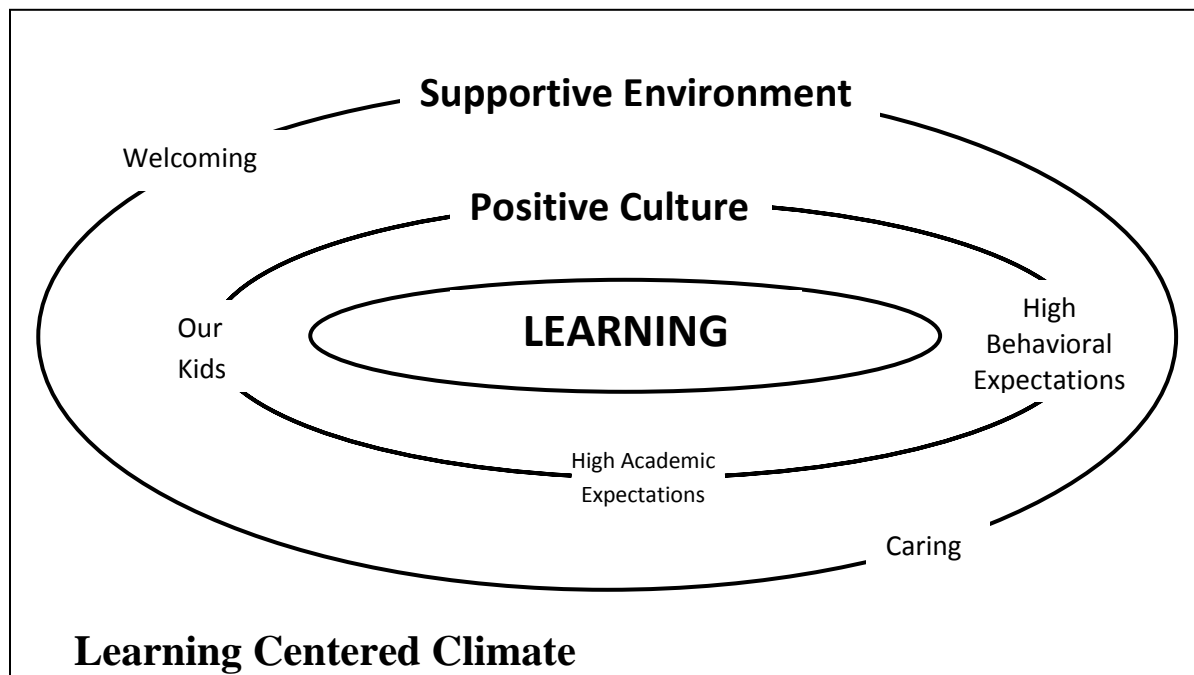 Supportive Environment
Welcoming
Positive Culture
Our
Kids
LEARNING
High
Behavioral
Expectations
High Academic
Expectations
Caring
Learning Centered Climate